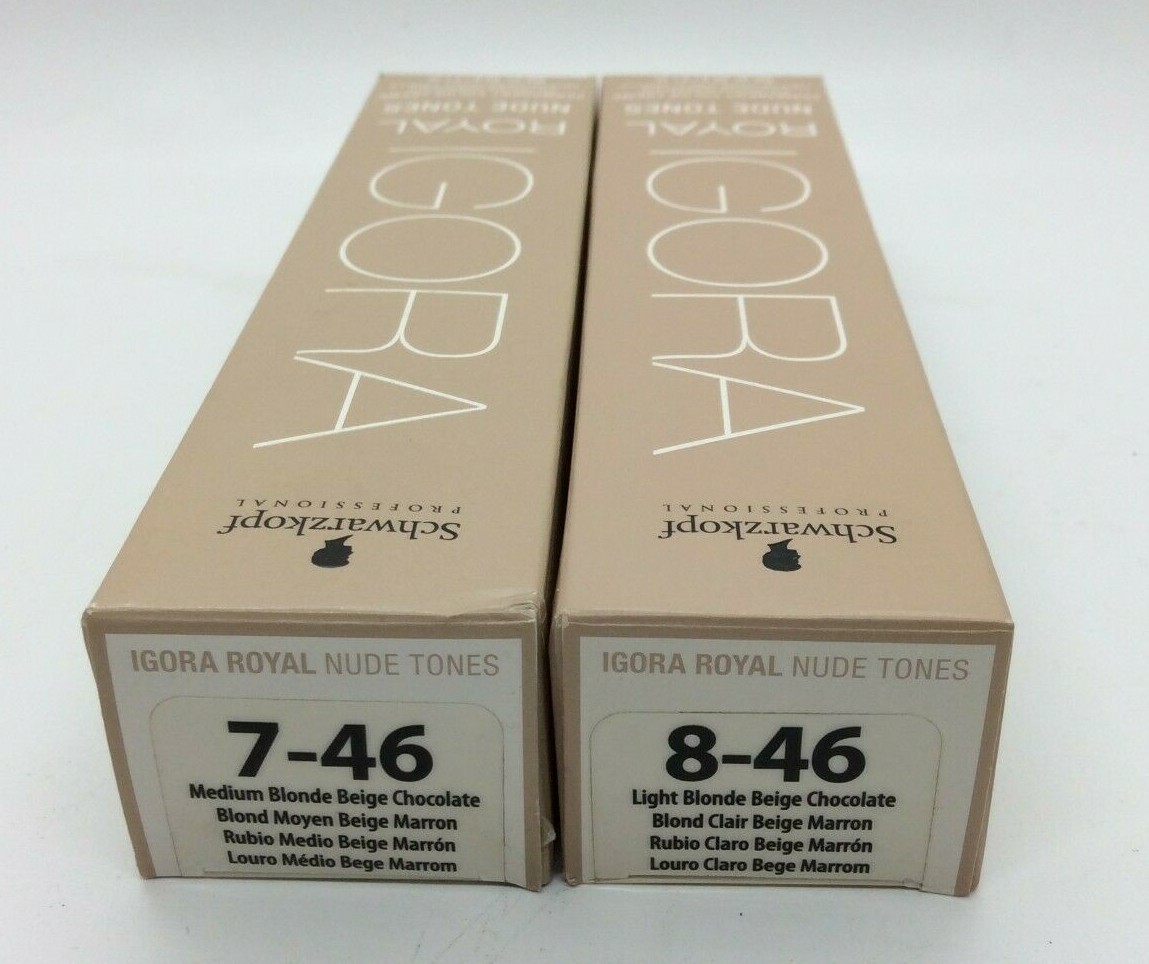 ROYAL
NUDE TONES
IGORA
Schwarzkopf
PROFESSIONAL
IGORA ROYAL NUDE TONES
7-46
Medium Blonde Beige Chocolate
Blond Moyen Beige Marron
Rubio Medio Beige Marrón
Louro Médio Bege Marrom
ROYAL
NUDE TONES
IGORA
Schwarzkopf
PROFESSIONAL
IGORA ROYAL NUDE TONES
8-46
Light Blonde Beige Chocolate
Blond Clair Beige Marron
Rubio Claro Beige Marrón
Louro Claro Bege Marrom